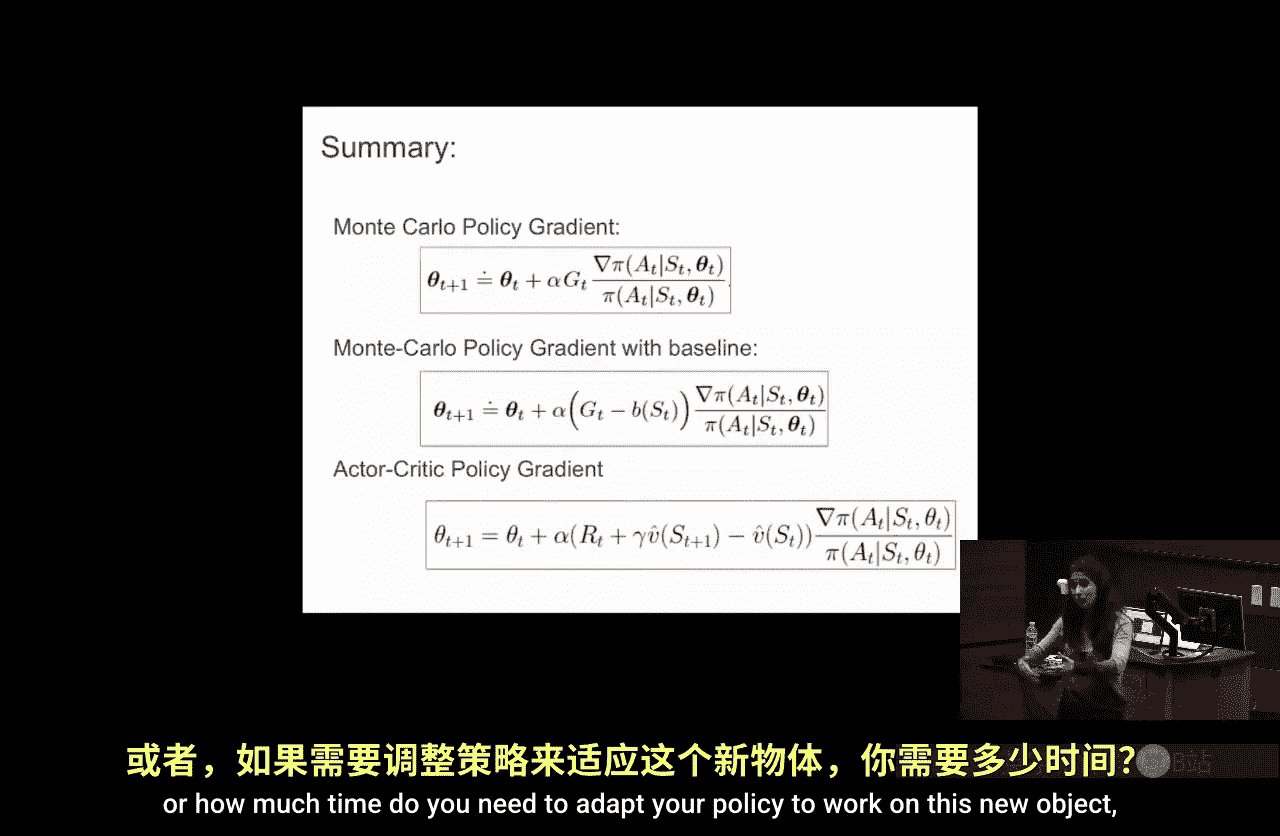 Summary:
Monte Carlo Policy Gradient:
θ_{t+1} ≐ θ_t + αG_t ∇π(A_t|S_t, θ_t) / π(A_t|S_t, θ_t).
Monte-Carlo Policy Gradient with baseline:
θ_{t+1} ≐ θ_t + α(G_t − b(S_t)) ∇π(A_t|S_t, θ_t) / π(A_t|S_t, θ_t)
Actor-Critic Policy Gradient
θ_{t+1} = θ_t + α(R_t + γv̂(S_{t+1}) − v̂(S_t)) ∇π(A_t|S_t, θ_t) / π(A_t|S_t, θ_t)
或者，如果需要调整策略来适应这个新物体，你需要多少时间？
B站
or how much time do you need to adapt your policy to work on this new object,